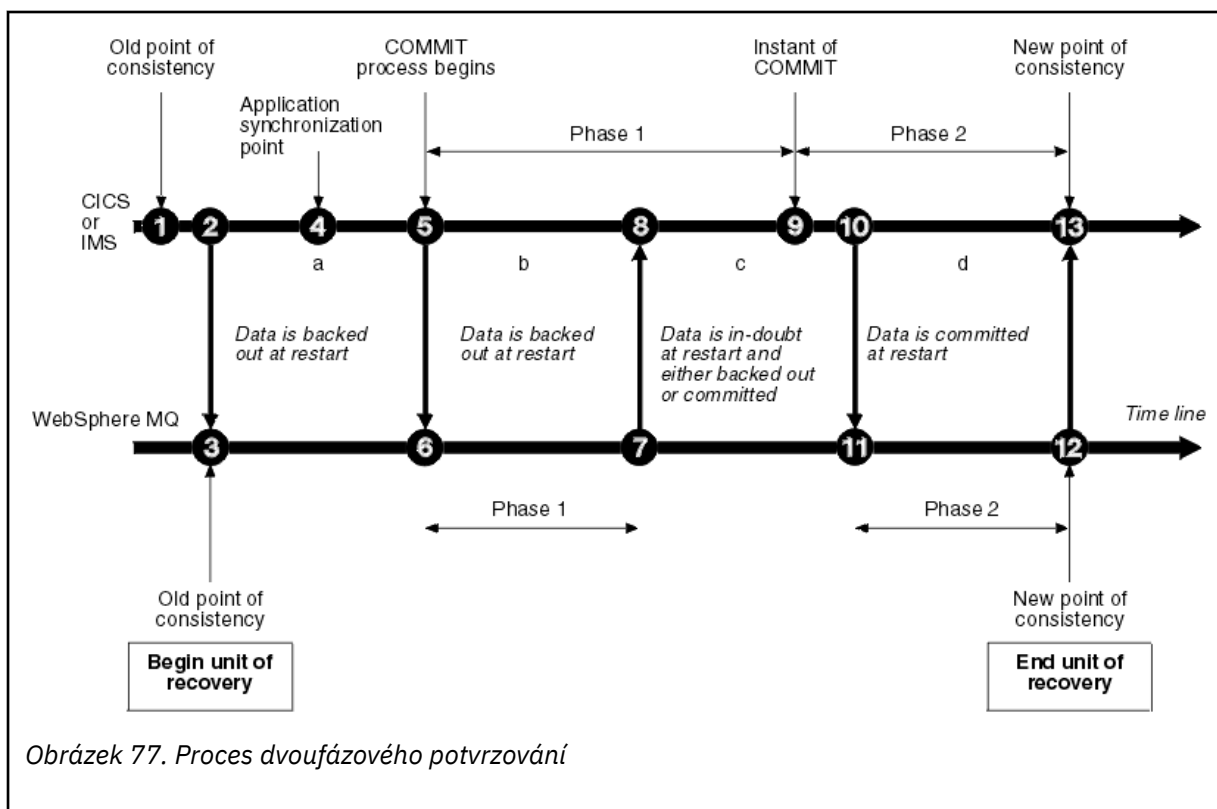 Old point of
consistency
COMMIT
process begins
Instant of
COMMIT
New point of
consistency
Application
synchronization
point
Phase 1
Phase 2
CICS
or
IMS
1
2
4
5
8
9
10
13
a
b
c
d
Data is backed
out at restart
Data is backed
out at restart
Data is in-doubt
at restart and
either backed out
or committed
Data is committed
at restart
WebSphere MQ
Time line
3
6
7
11
12
Phase 1
Phase 2
Old point of
consistency
New point of
consistency
Begin unit of
recovery
End unit of
recovery
Obrázek 77. Proces dvoufázového potvrzování